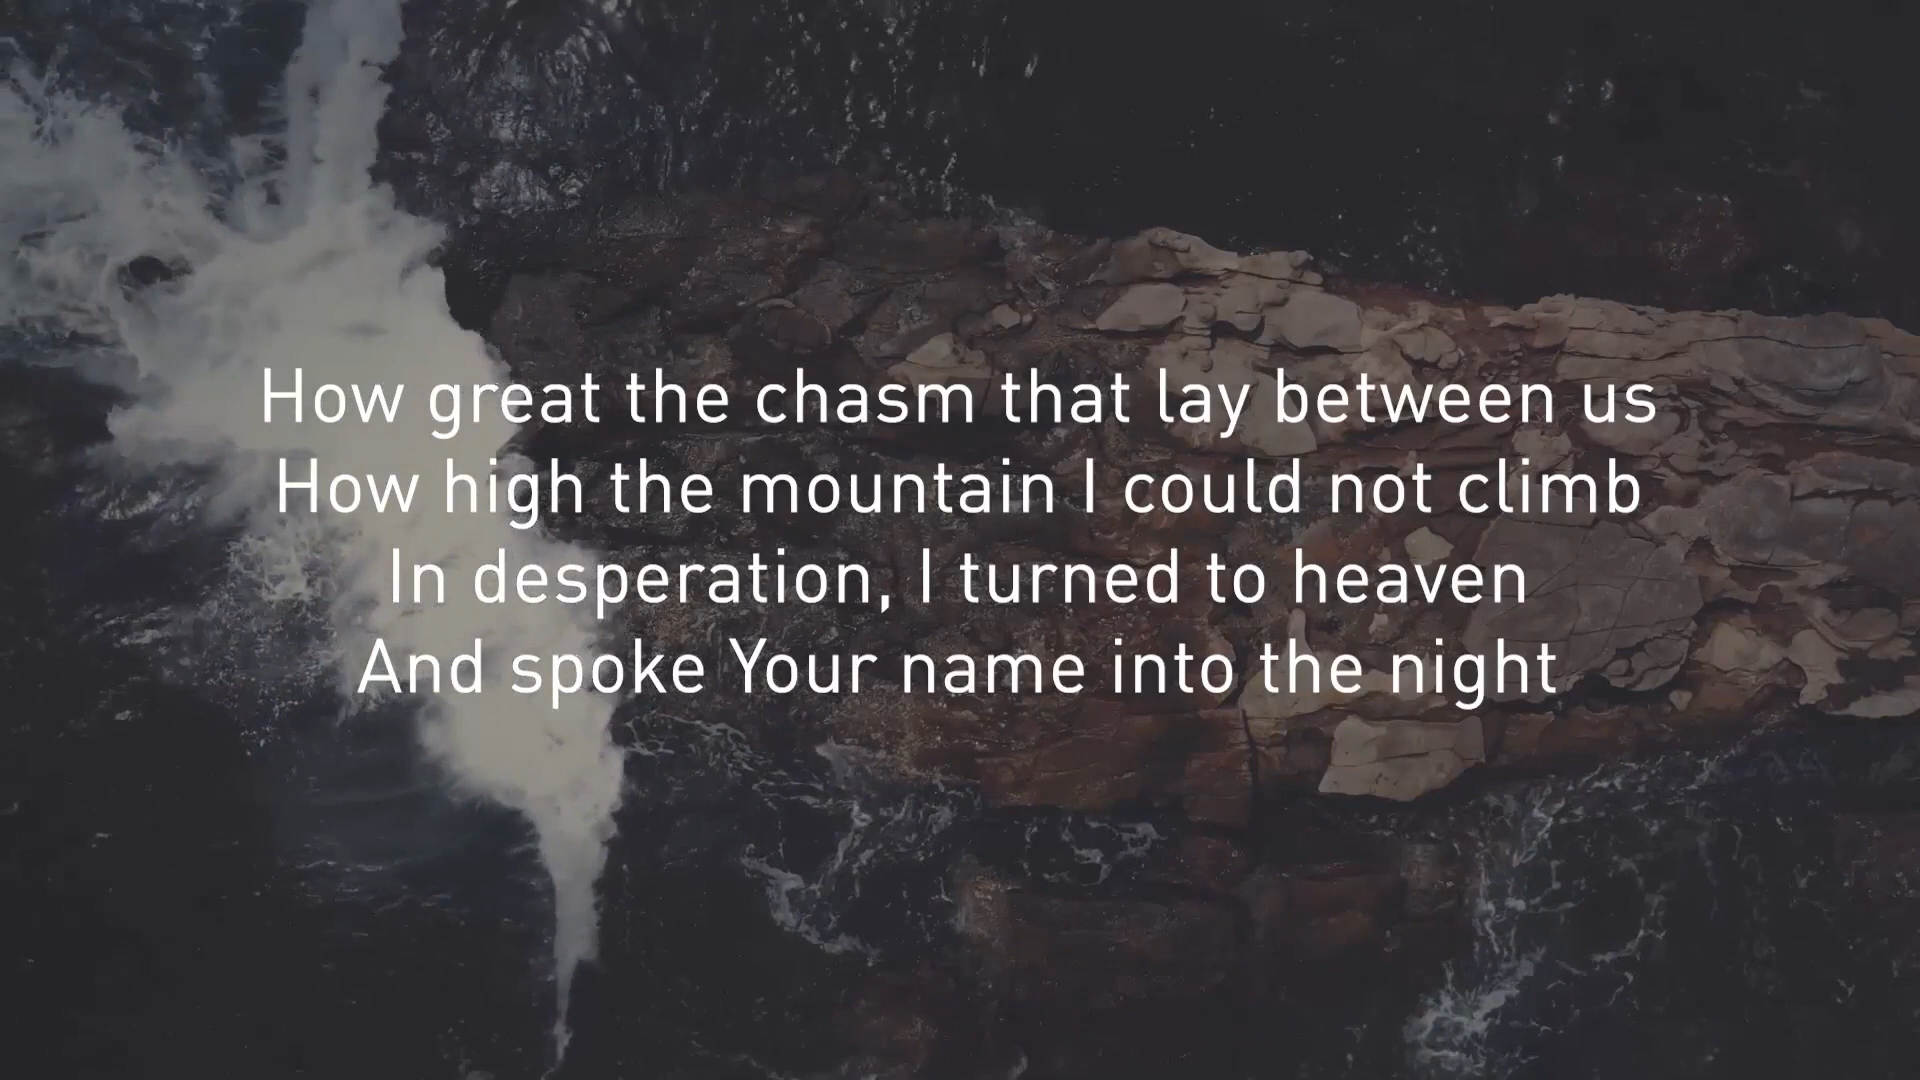 How great the chasm that lay between us
How high the mountain I could not climb
In desperation, I turned to heaven
And spoke Your name into the night